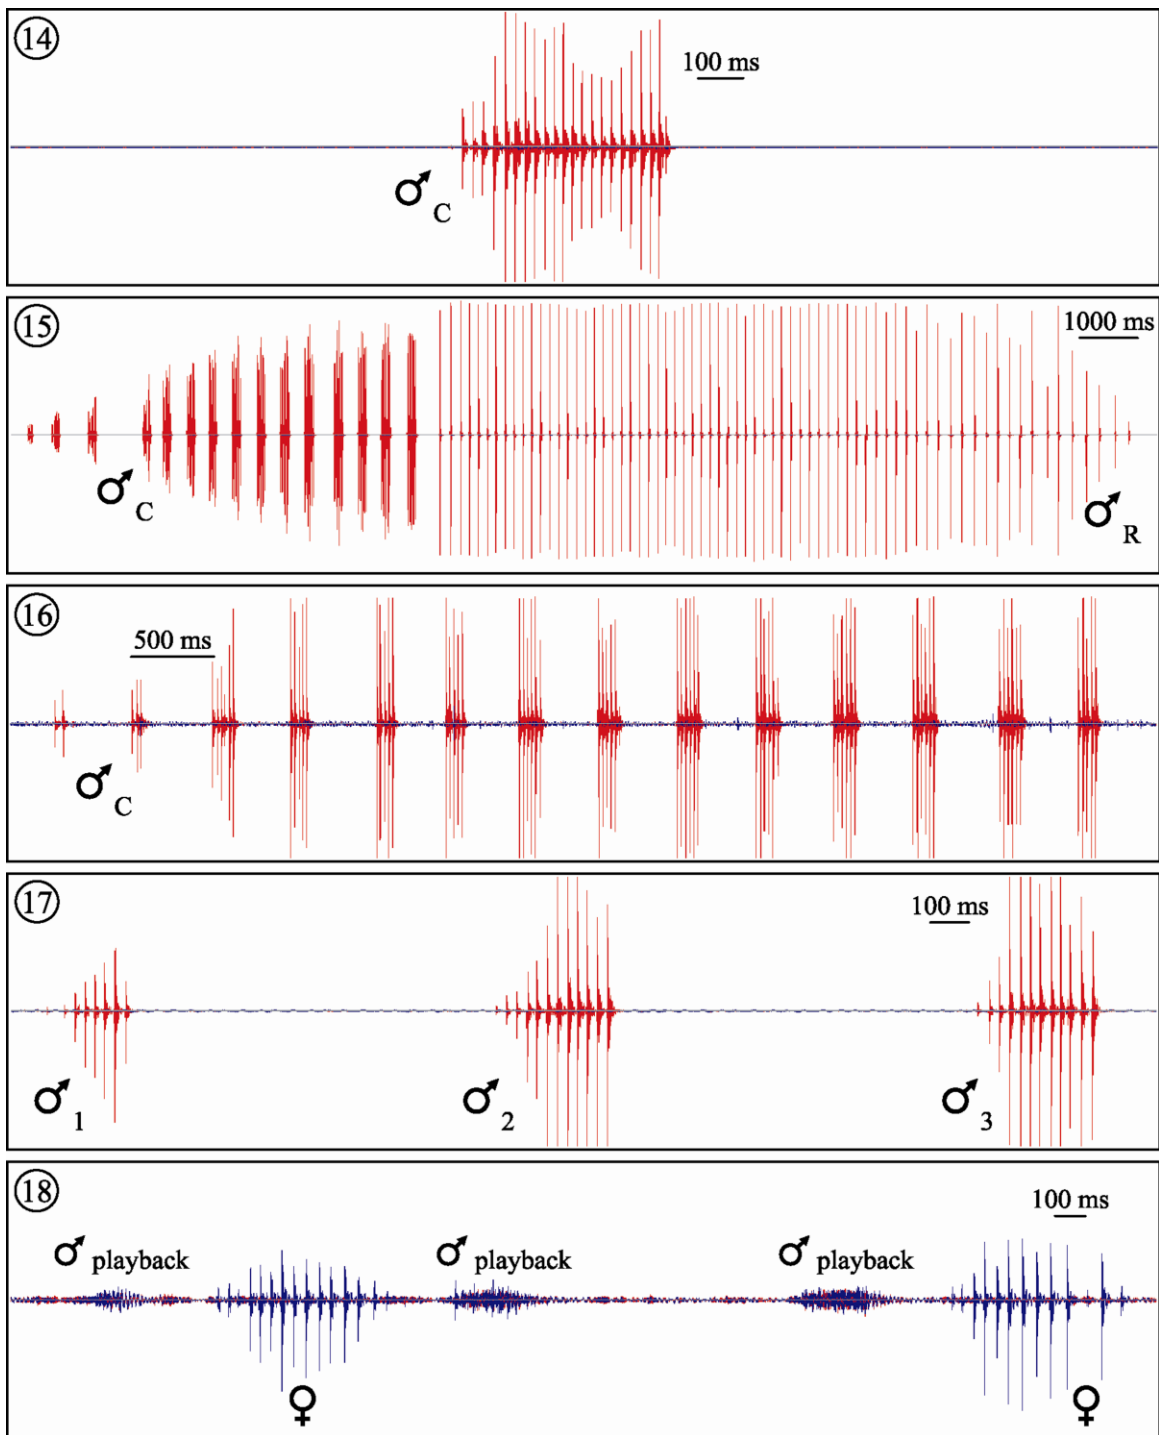 14
100 ms
♂ C
15
1000 ms
♂ C
♂ R
16
500 ms
♂ C
17
100 ms
♂ 1
♂ 2
♂ 3
18
100 ms
♂ playback
♂ playback
♂ playback
♀
♀